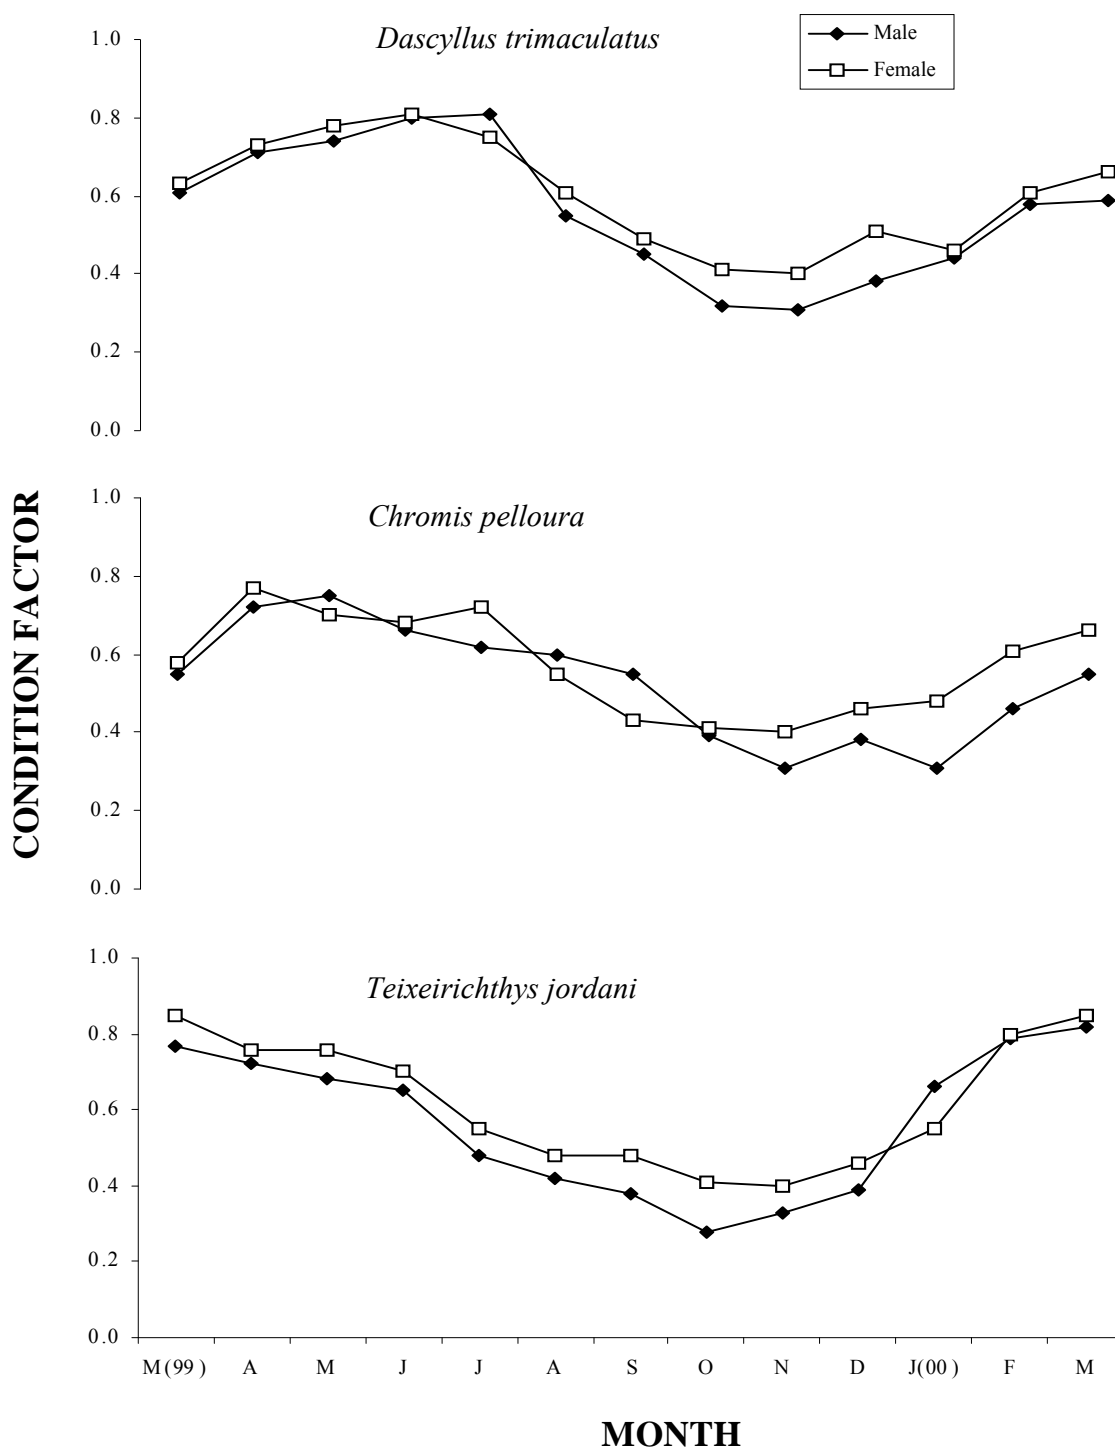 Dascyllus trimaculatus
Male
Female
1.0
0.8
0.6
0.4
0.2
0.0
CONDITION FACTOR
Chromis pelloura
1.0
0.8
0.6
0.4
0.2
0.0
Teixeirichthys jordani
1.0
0.8
0.6
0.4
0.2
0.0
M(99) A M J J A S O N D J(00) F M
MONTH